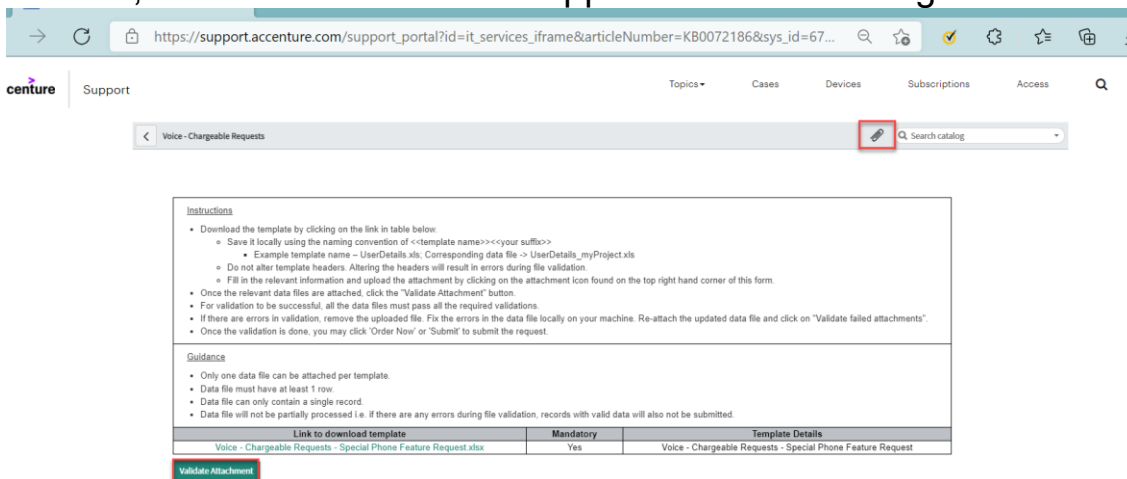 https://support.accenture.com/support_portal?id=it_services_iframe&articleNumber=KB0072186&sys_id=67...
centure Support Topics Cases Devices Subscriptions Access
Voice - Chargeable Requests Search catalog
Instructions
• Download the template by clicking on the link in table below.
○ Save it locally using the naming convention of <<template name>><<your suffix>>
▪ Example template name – UserDetails.xls; Corresponding data file -> UserDetails_myProject.xls
○ Do not alter template headers. Altering the headers will result in errors during file validation.
○ Fill in the relevant information and upload the attachment by clicking on the attachment icon found on the top right hand corner of this form.
• Once the relevant data files are attached, click the "Validate Attachment" button.
• For validation to be successful, all the data files must pass all the required validations.
• If there are errors in validation, remove the uploaded file. Fix the errors in the data file locally on your machine. Re-attach the updated data file and click on "Validate failed attachments".
• Once the validation is done, you may click 'Order Now' or 'Submit' to submit the request.
Guidance
• Only one data file can be attached per template.
• Data file must have at least 1 row.
• Data file can only contain a single record.
• Data file will not be partially processed i.e. if there are any errors during file validation, records with valid data will also not be submitted.
Link to download template Mandatory Template Details
Voice - Chargeable Requests - Special Phone Feature Request.xlsx Yes Voice - Chargeable Requests - Special Phone Feature Request
Validate Attachment